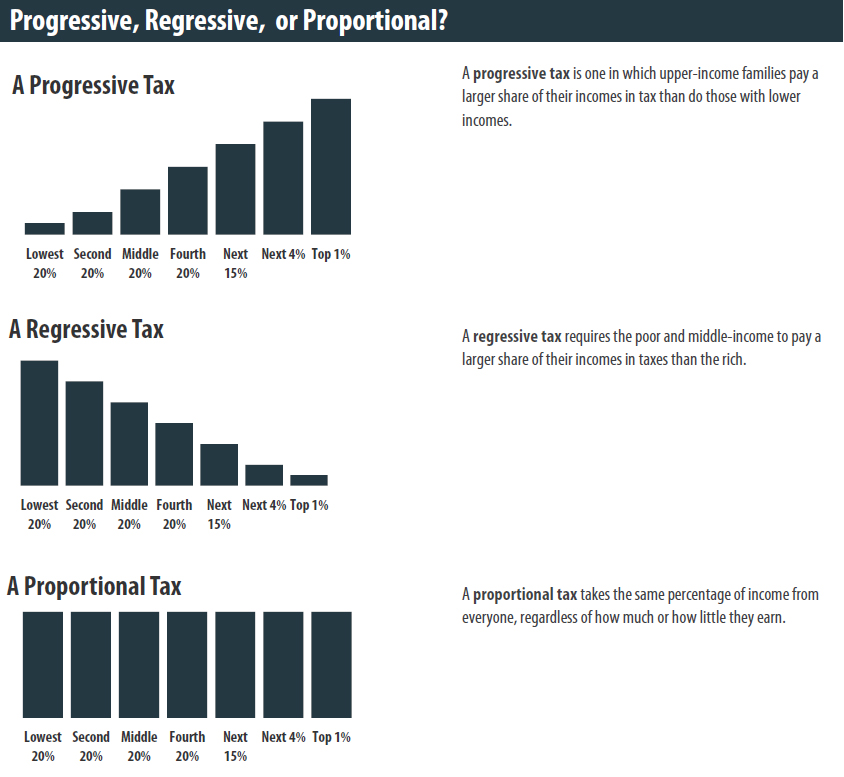 Progressive, Regressive, or Proportional?
A Progressive Tax
A progressive tax is one in which upper-income families pay a
larger share of their incomes in tax than do those with lower
incomes.
Lowest Second Middle Fourth Next Next 4% Top 1%
20% 20% 20% 20% 15%
A Regressive Tax
A regressive tax requires the poor and middle-income to pay a
larger share of their incomes in taxes than the rich.
Lowest Second Middle Fourth Next Next 4% Top 1%
20% 20% 20% 20% 15%
A Proportional Tax
A proportional tax takes the same percentage of income from
everyone, regardless of how much or how little they earn.
Lowest Second Middle Fourth Next Next 4% Top 1%
20% 20% 20% 20% 15%